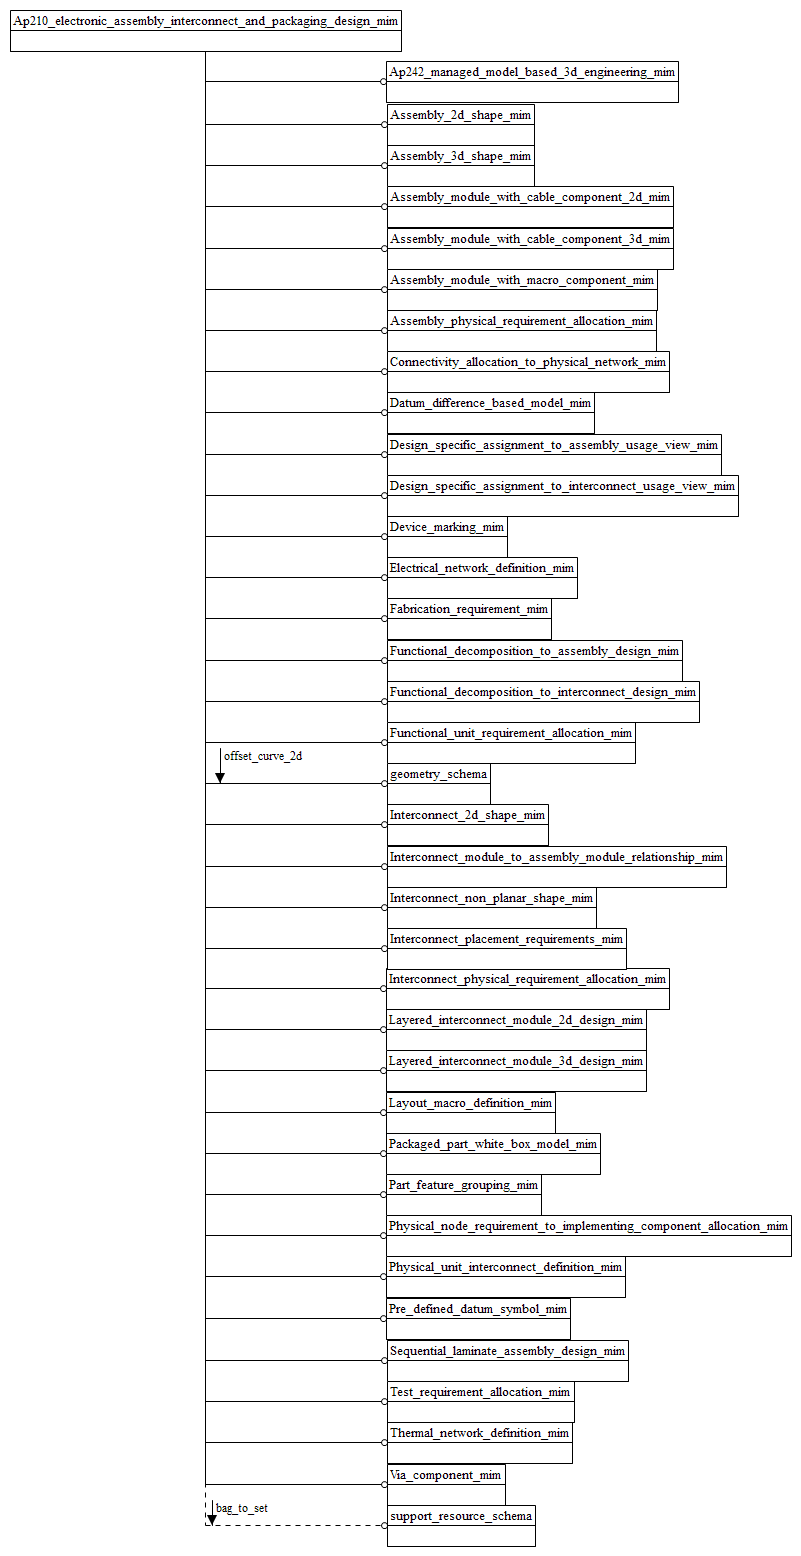 Ap210_electronic_assembly_interconnect_and_packaging_design_mim
Ap242_managed_model_based_3d_engineering_mim
Assembly_2d_shape_mim
Assembly_3d_shape_mim
Assembly_module_with_cable_component_2d_mim
Assembly_module_with_cable_component_3d_mim
Assembly_module_with_macro_component_mim
Assembly_physical_requirement_allocation_mim
Connectivity_allocation_to_physical_network_mim
Datum_difference_based_model_mim
Design_specific_assignment_to_assembly_usage_view_mim
Design_specific_assignment_to_interconnect_usage_view_mim
Device_marking_mim
Electrical_network_definition_mim
Fabrication_requirement_mim
Functional_decomposition_to_assembly_design_mim
Functional_decomposition_to_interconnect_design_mim
Functional_unit_requirement_allocation_mim
offset_curve_2d
geometry_schema
Interconnect_2d_shape_mim
Interconnect_module_to_assembly_module_relationship_mim
Interconnect_non_planar_shape_mim
Interconnect_placement_requirements_mim
Interconnect_physical_requirement_allocation_mim
Layered_interconnect_module_2d_design_mim
Layered_interconnect_module_3d_design_mim
Layout_macro_definition_mim
Packaged_part_white_box_model_mim
Part_feature_grouping_mim
Physical_node_requirement_to_implementing_component_allocation_mim
Physical_unit_interconnect_definition_mim
Pre_defined_datum_symbol_mim
Sequential_laminate_assembly_design_mim
Test_requirement_allocation_mim
Thermal_network_definition_mim
Via_component_mim
bag_to_set
support_resource_schema